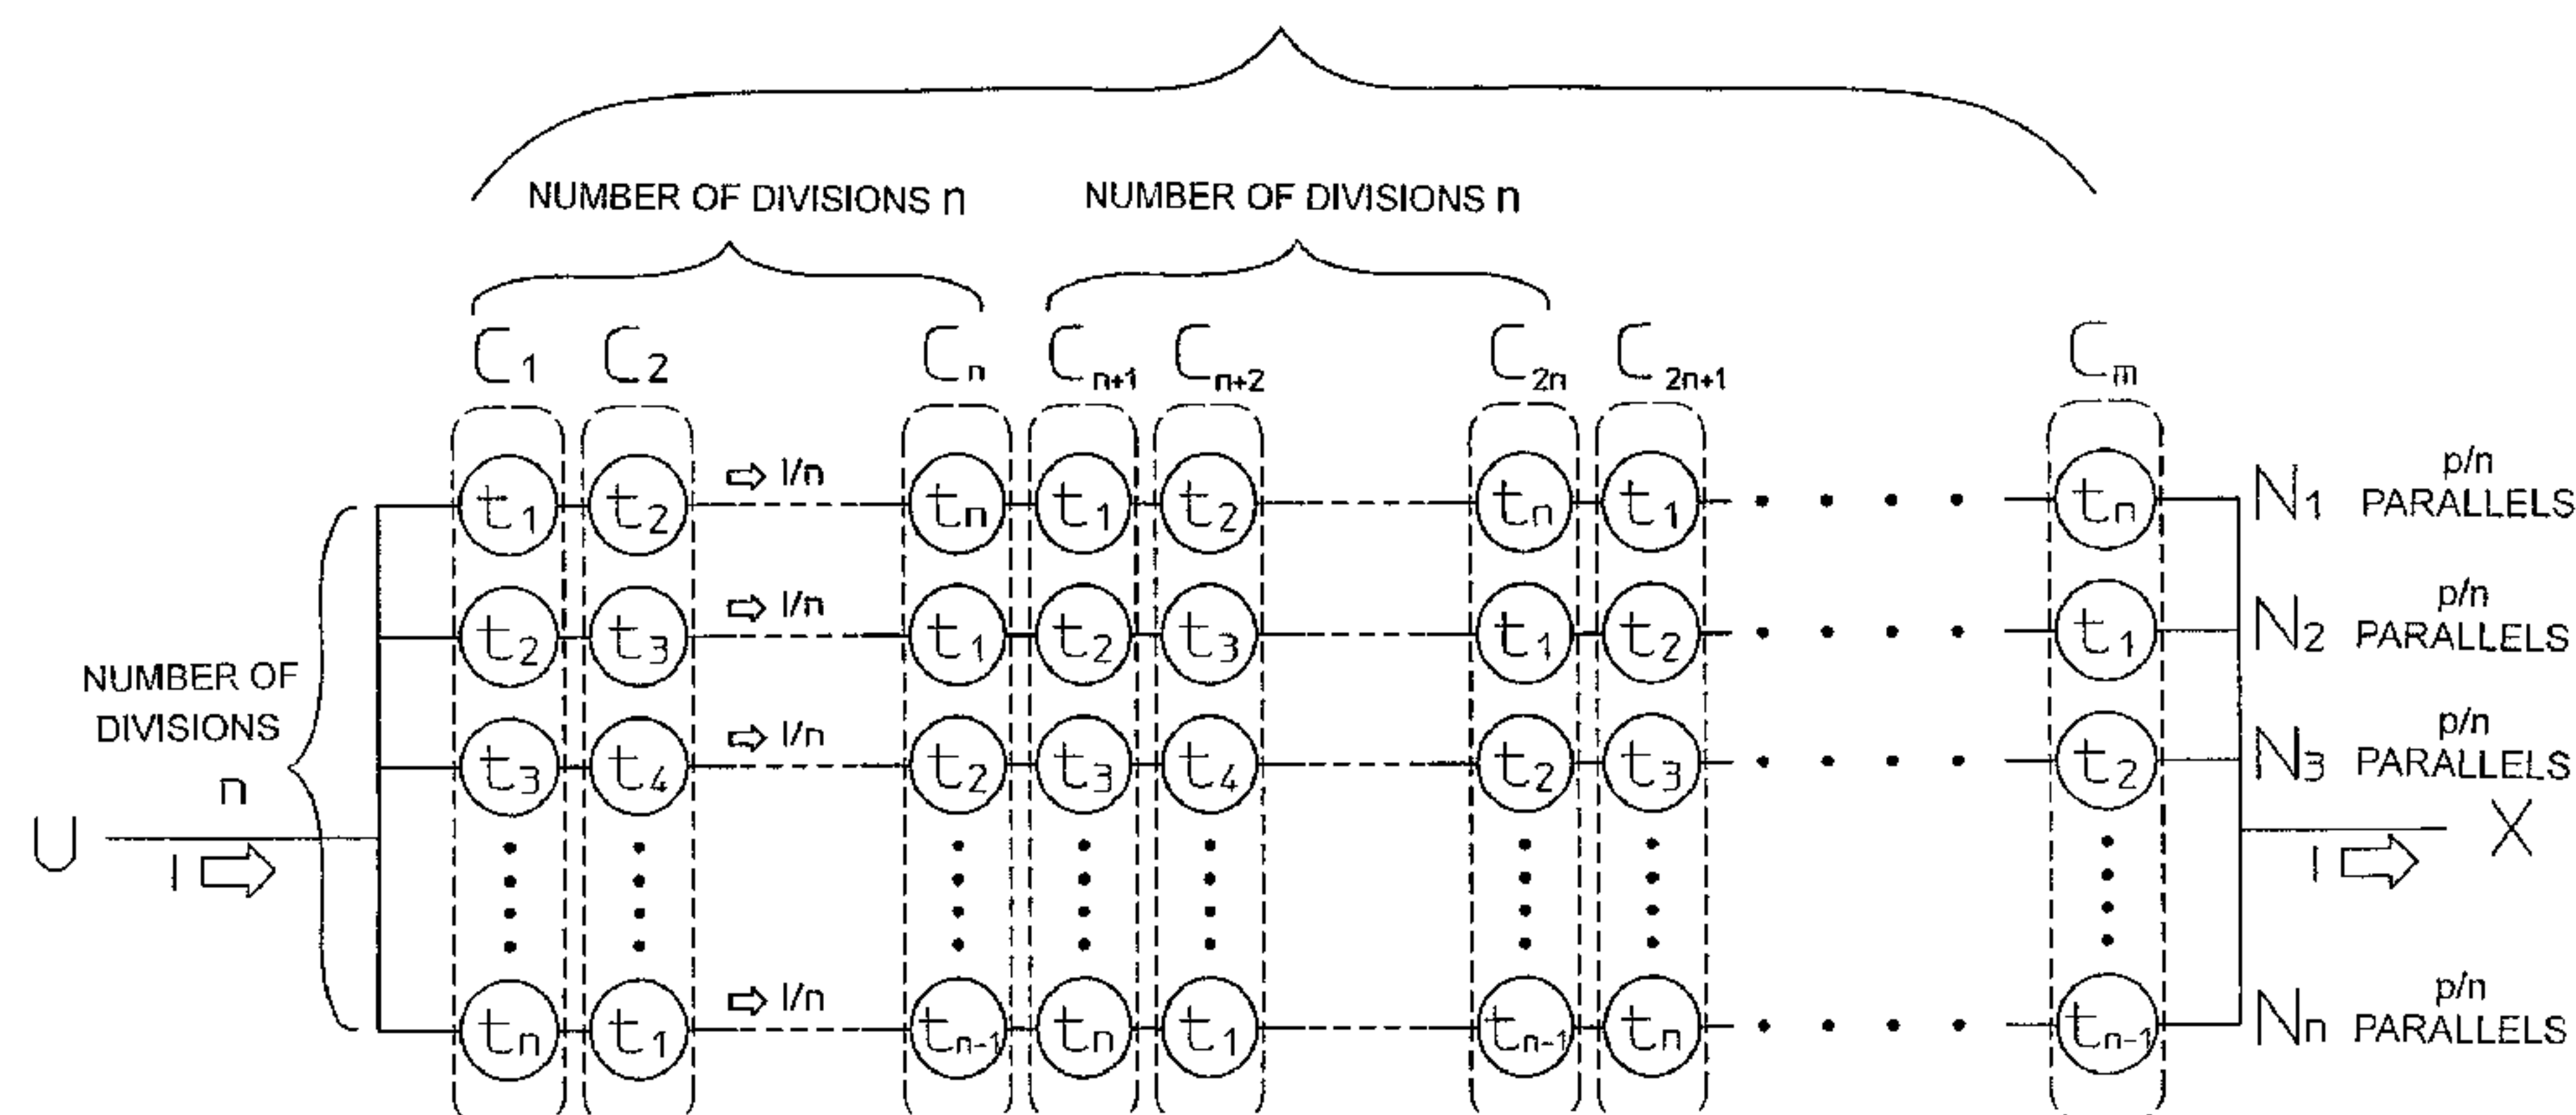 NUMBER OF DIVISIONS n NUMBER OF DIVISIONS n
C1 C2 Cn Cn+1 Cn+2 C2n C2n+1 Cm
t1 t2 I/n tn t1 t2 tn t1 tn N1 p/n PARALLELS
t2 t3 I/n t1 t2 t3 t1 t2 t1 N2 p/n PARALLELS
t3 t4 I/n t2 t3 t4 t2 t3 t2 N3 p/n PARALLELS
NUMBER OF
DIVISIONS
n
U I I X
tn t1 I/n tn-1 tn t1 tn-1 tn tn-1 Nn p/n PARALLELS